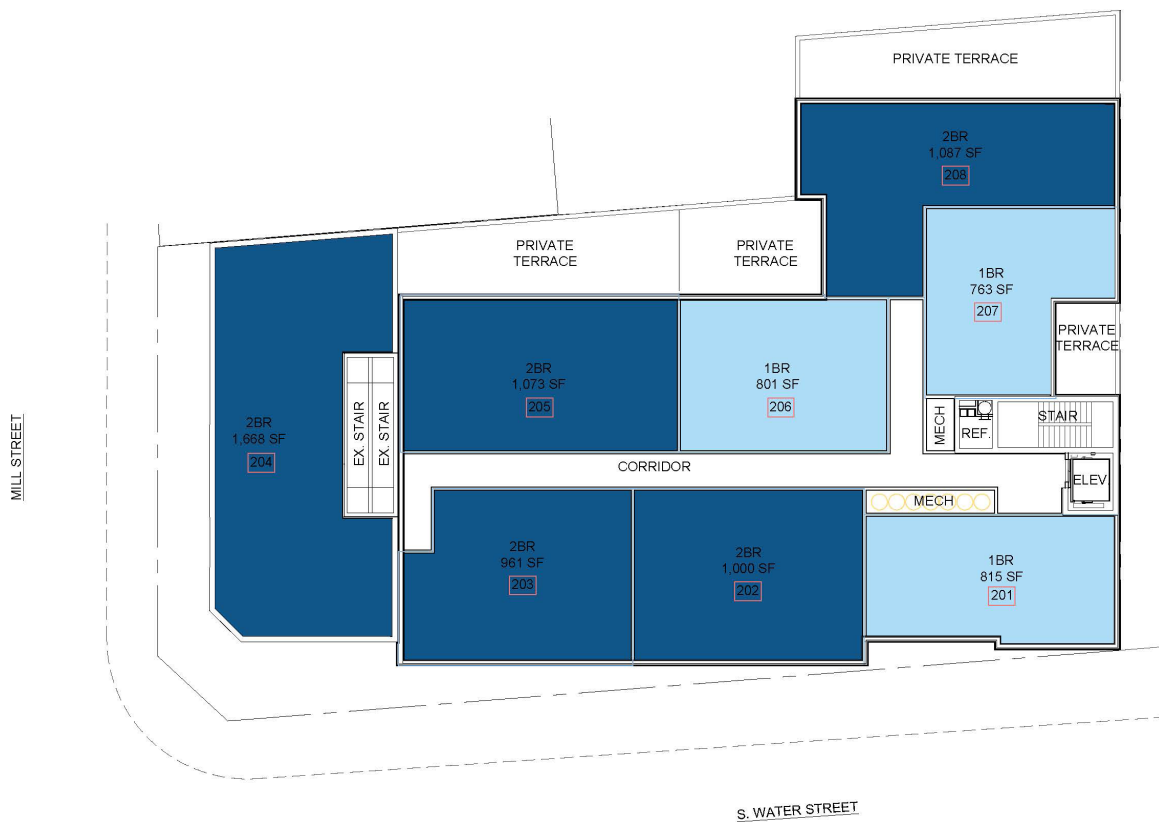 PRIVATE TERRACE
2BR
1,087 SF
208
PRIVATE
TERRACE
PRIVATE
TERRACE
1BR
763 SF
207
PRIVATE
TERRACE
2BR
1,073 SF
205
1BR
801 SF
206
2BR
1,668 SF
204
EX. STAIR
EX. STAIR
MECH
REF.
STAIR
MILL STREET
CORRIDOR
ELEV.
MECH
2BR
961 SF
203
2BR
1,000 SF
202
1BR
815 SF
201
S. WATER STREET